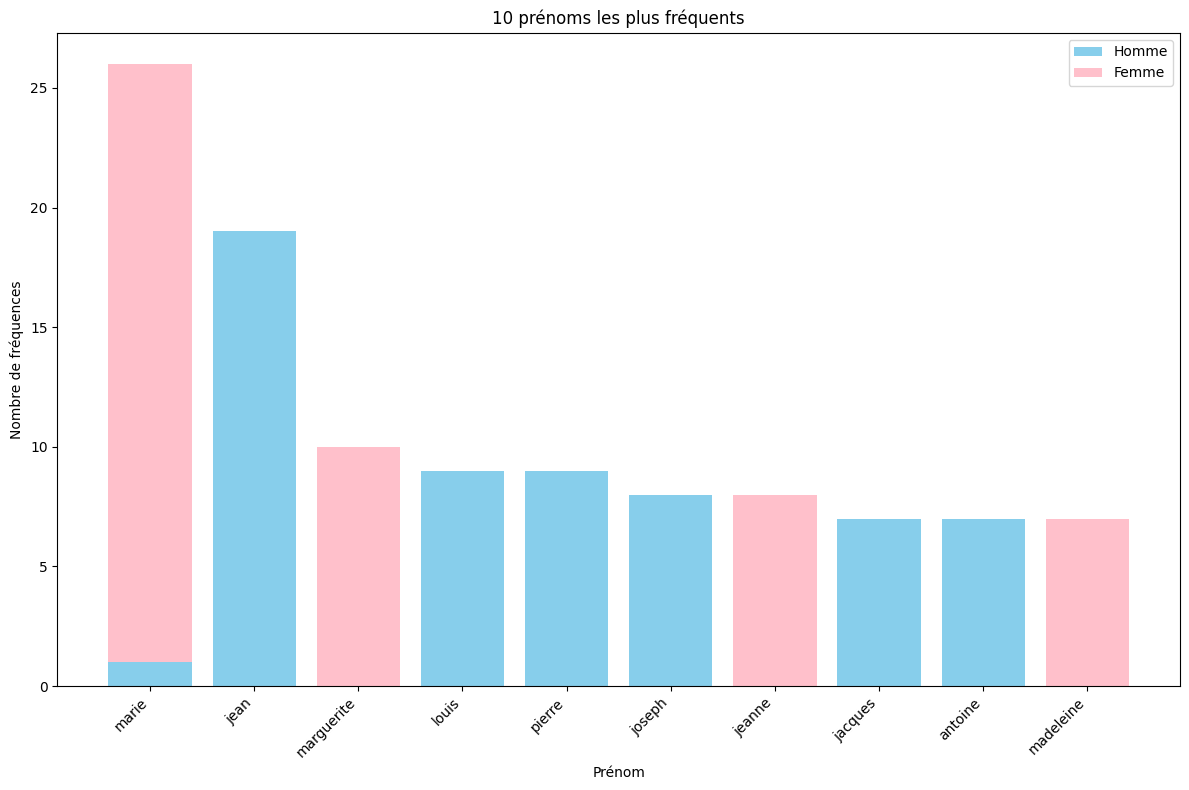 10 prénoms les plus fréquents
Homme
Femme
Nombre de fréquences
25
20
15
10
5
0
marie
jean
marguerite
louis
pierre
joseph
jeanne
jacques
antoine
madeleine
Prénom